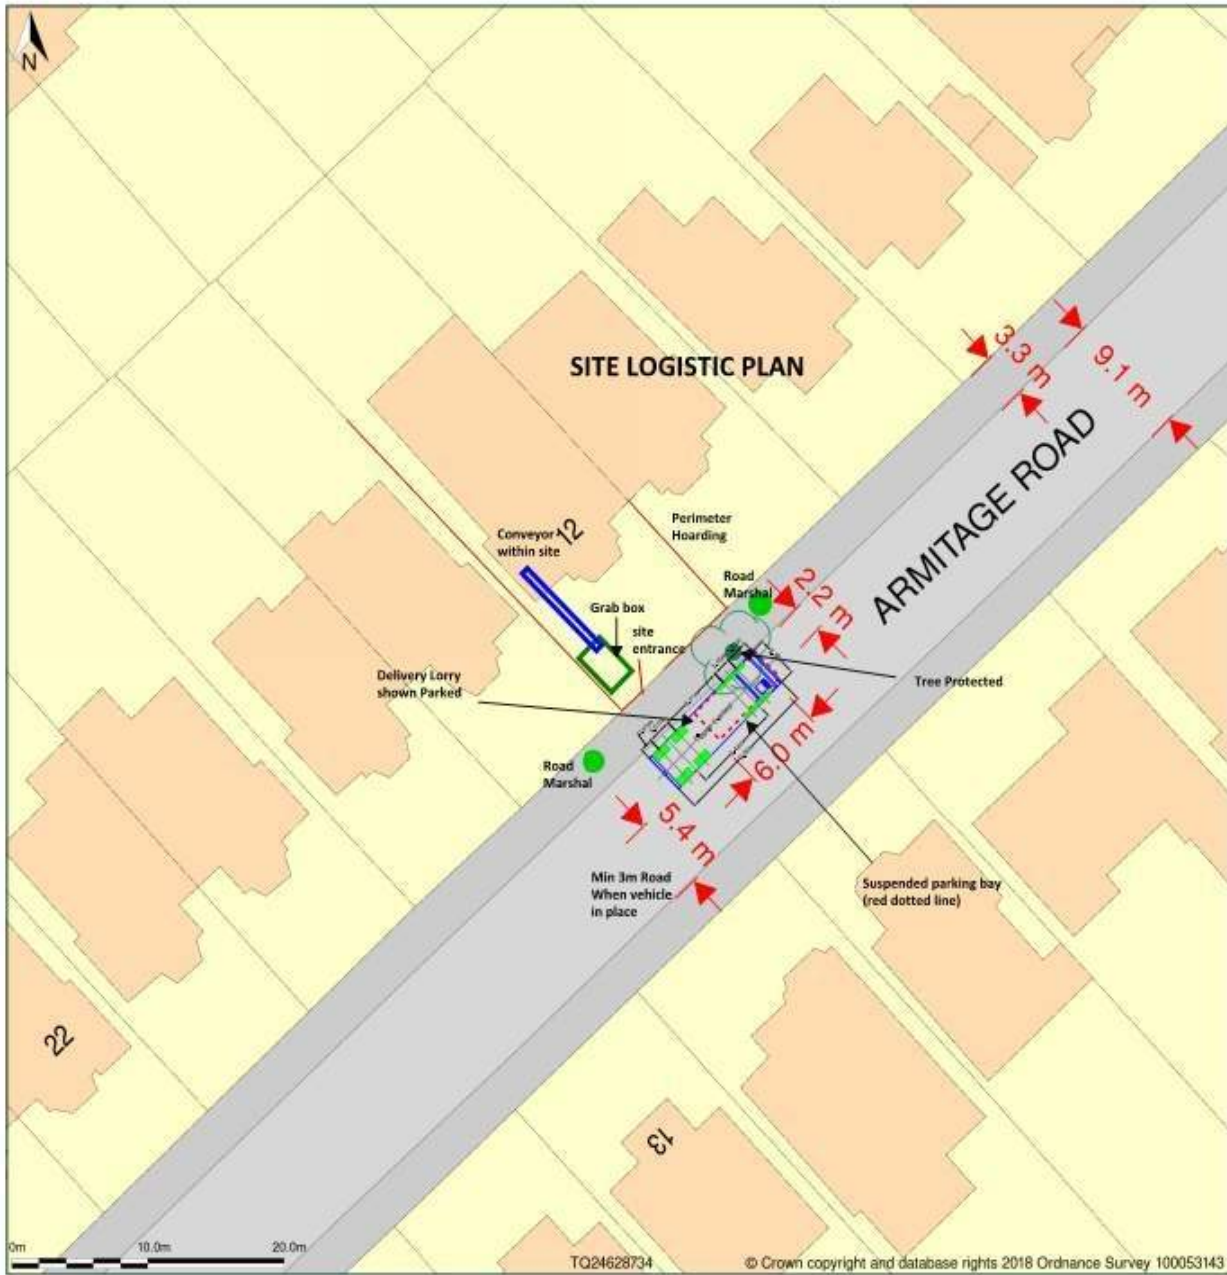 N
SITE LOGISTIC PLAN
3.3 m
9.1 m
ARMITAGE ROAD
Perimeter
Hoarding
12
Conveyor
within site
Road
Marshal
2.2 m
Grab box
site
entrance
Delivery Lorry
shown Parked
Tree Protected
6.0 m
Road
Marshal
5.4 m
Min 3m Road
When vehicle
in place
Suspended parking bay
(red dotted line)
22
13
0m
10.0m
20.0m
TQ24628734
© Crown copyright and database rights 2018 Ordnance Survey 100053143